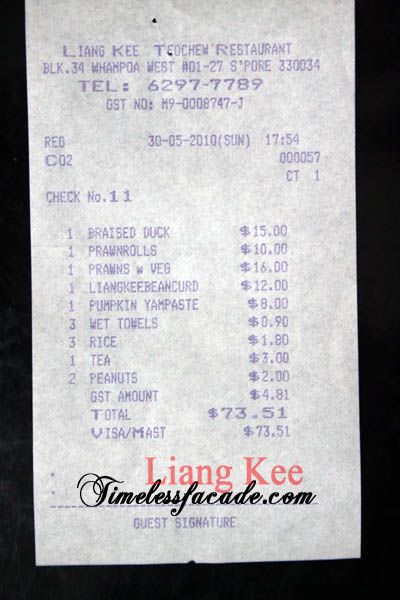 LIANG KEE TEOCHEW RESTAURANT
BLK.34 WHAMPOA WEST #01-27 S'PORE 330034
TEL: 6297-7789
GST NO: M9-0008747-J
REG 30-05-2010(SUN) 17:54
C02 000057
CT 1
CHECK No.11
1 BRAISED DUCK $15.00
1 PRAWNROLLS $10.00
1 PRAWNS w VEG $16.00
1 LIANGKEEBEANCURD $12.00
1 PUMPKIN YAMPASTE $8.00
3 WET TOWELS $0.90
3 RICE $1.80
1 TEA $3.00
2 PEANUTS $2.00
GST AMOUNT $4.81
TOTAL $73.51
VISA/MAST $73.51
Liang Kee
Timelessfacade.com
GUEST SIGNATURE